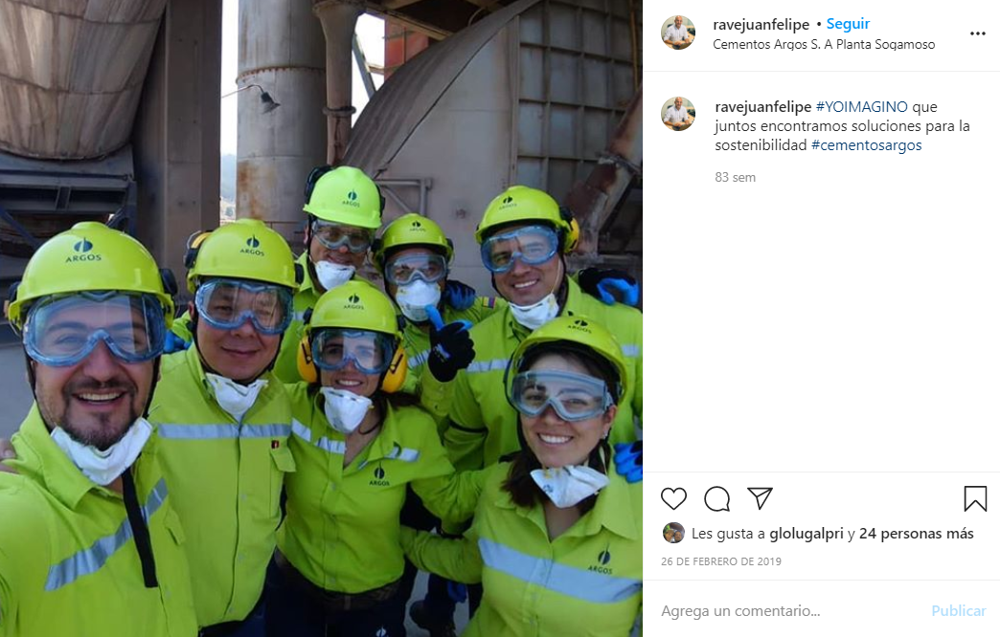 ravejuanfelipe • Seguir
Cementos Argos S. A Planta Sogamoso
ravejuanfelipe #YOIMAGINO que
juntos encontramos soluciones para la
sostenibilidad #cementosargos
83 sem
Les gusta a glolugalpri y 24 personas más
26 DE FEBRERO DE 2019
Agrega un comentario... Publicar
ARGOS
ARGOS
ARGOS
ARGOS
ARGOS
ARGOS
ARGOS
ARGOS
ARGOS